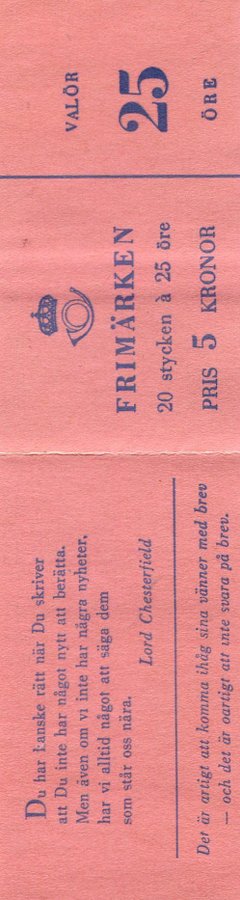 Du har kanske rätt när Du skriver
att Du inte har något nytt att berätta.
Men även om vi inte har några nyheter,
har vi alltid något att säga dem
som står oss nära.
Lord Chesterfield
Det är artigt att komma ihåg sina vänner med brev
— och det är oartigt att inte svara på brev.
FRIMÄRKEN
20 stycken à 25 öre
PRIS 5 KRONOR
VALÖR
25
ÖRE